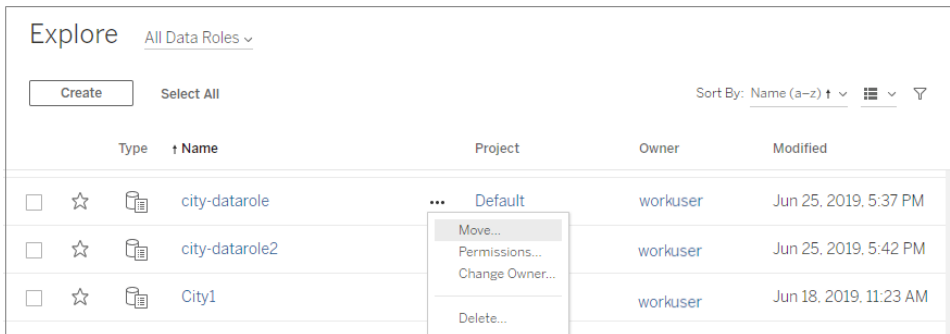 Explore All Data Roles
Create Select All Sort By: Name (a–z)
Type Name Project Owner Modified
city-datarole ••• Default workuser Jun 25, 2019, 5:37 PM
Move...
city-datarole2 Permissions... workuser Jun 25, 2019, 5:42 PM
Change Owner...
City1 workuser Jun 18, 2019, 11:23 AM
Delete...